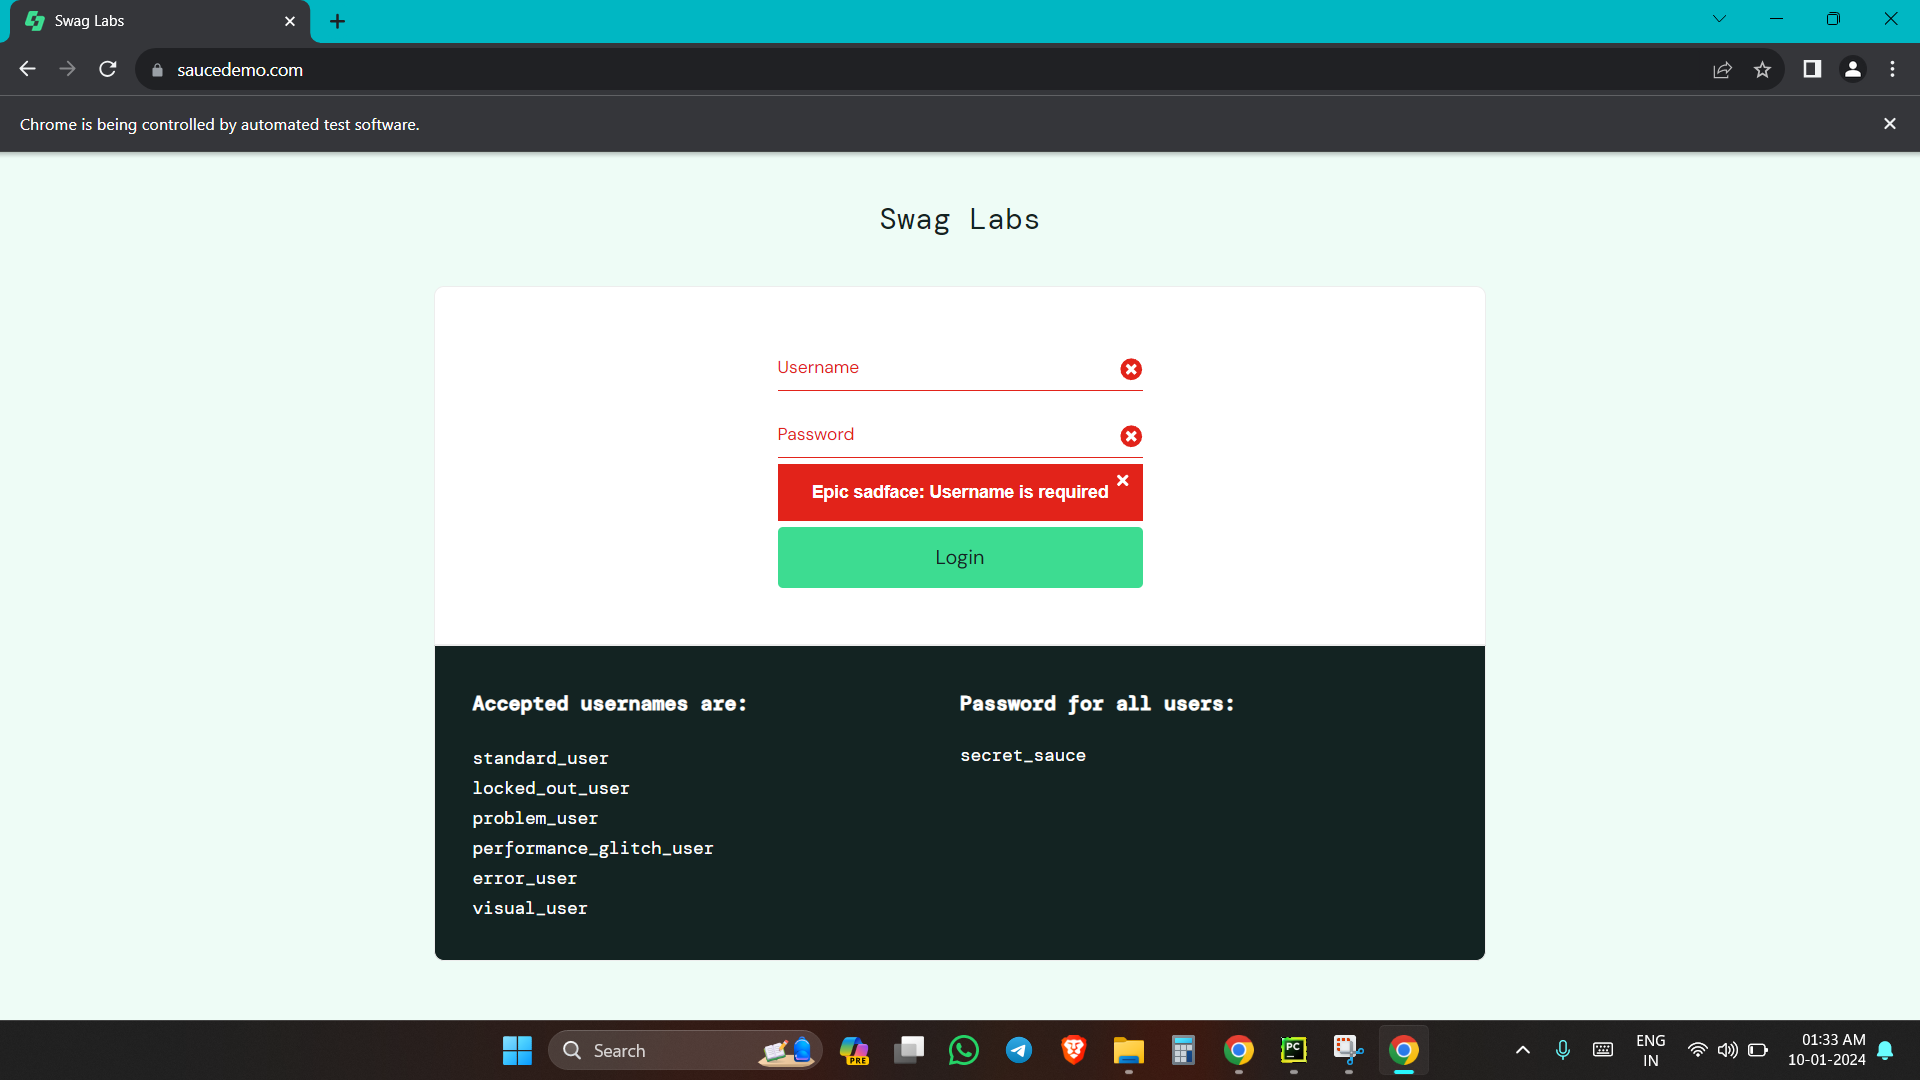 Swag Labs
saucedemo.com
Chrome is being controlled by automated test software.
Swag Labs
Username
Password
Epic sadface: Username is required
Login
Accepted usernames are:
standard_user
locked_out_user
problem_user
performance_glitch_user
error_user
visual_user
Password for all users:
secret_sauce
Search
PRE
PC
ENG
IN
01:33 AM
10-01-2024